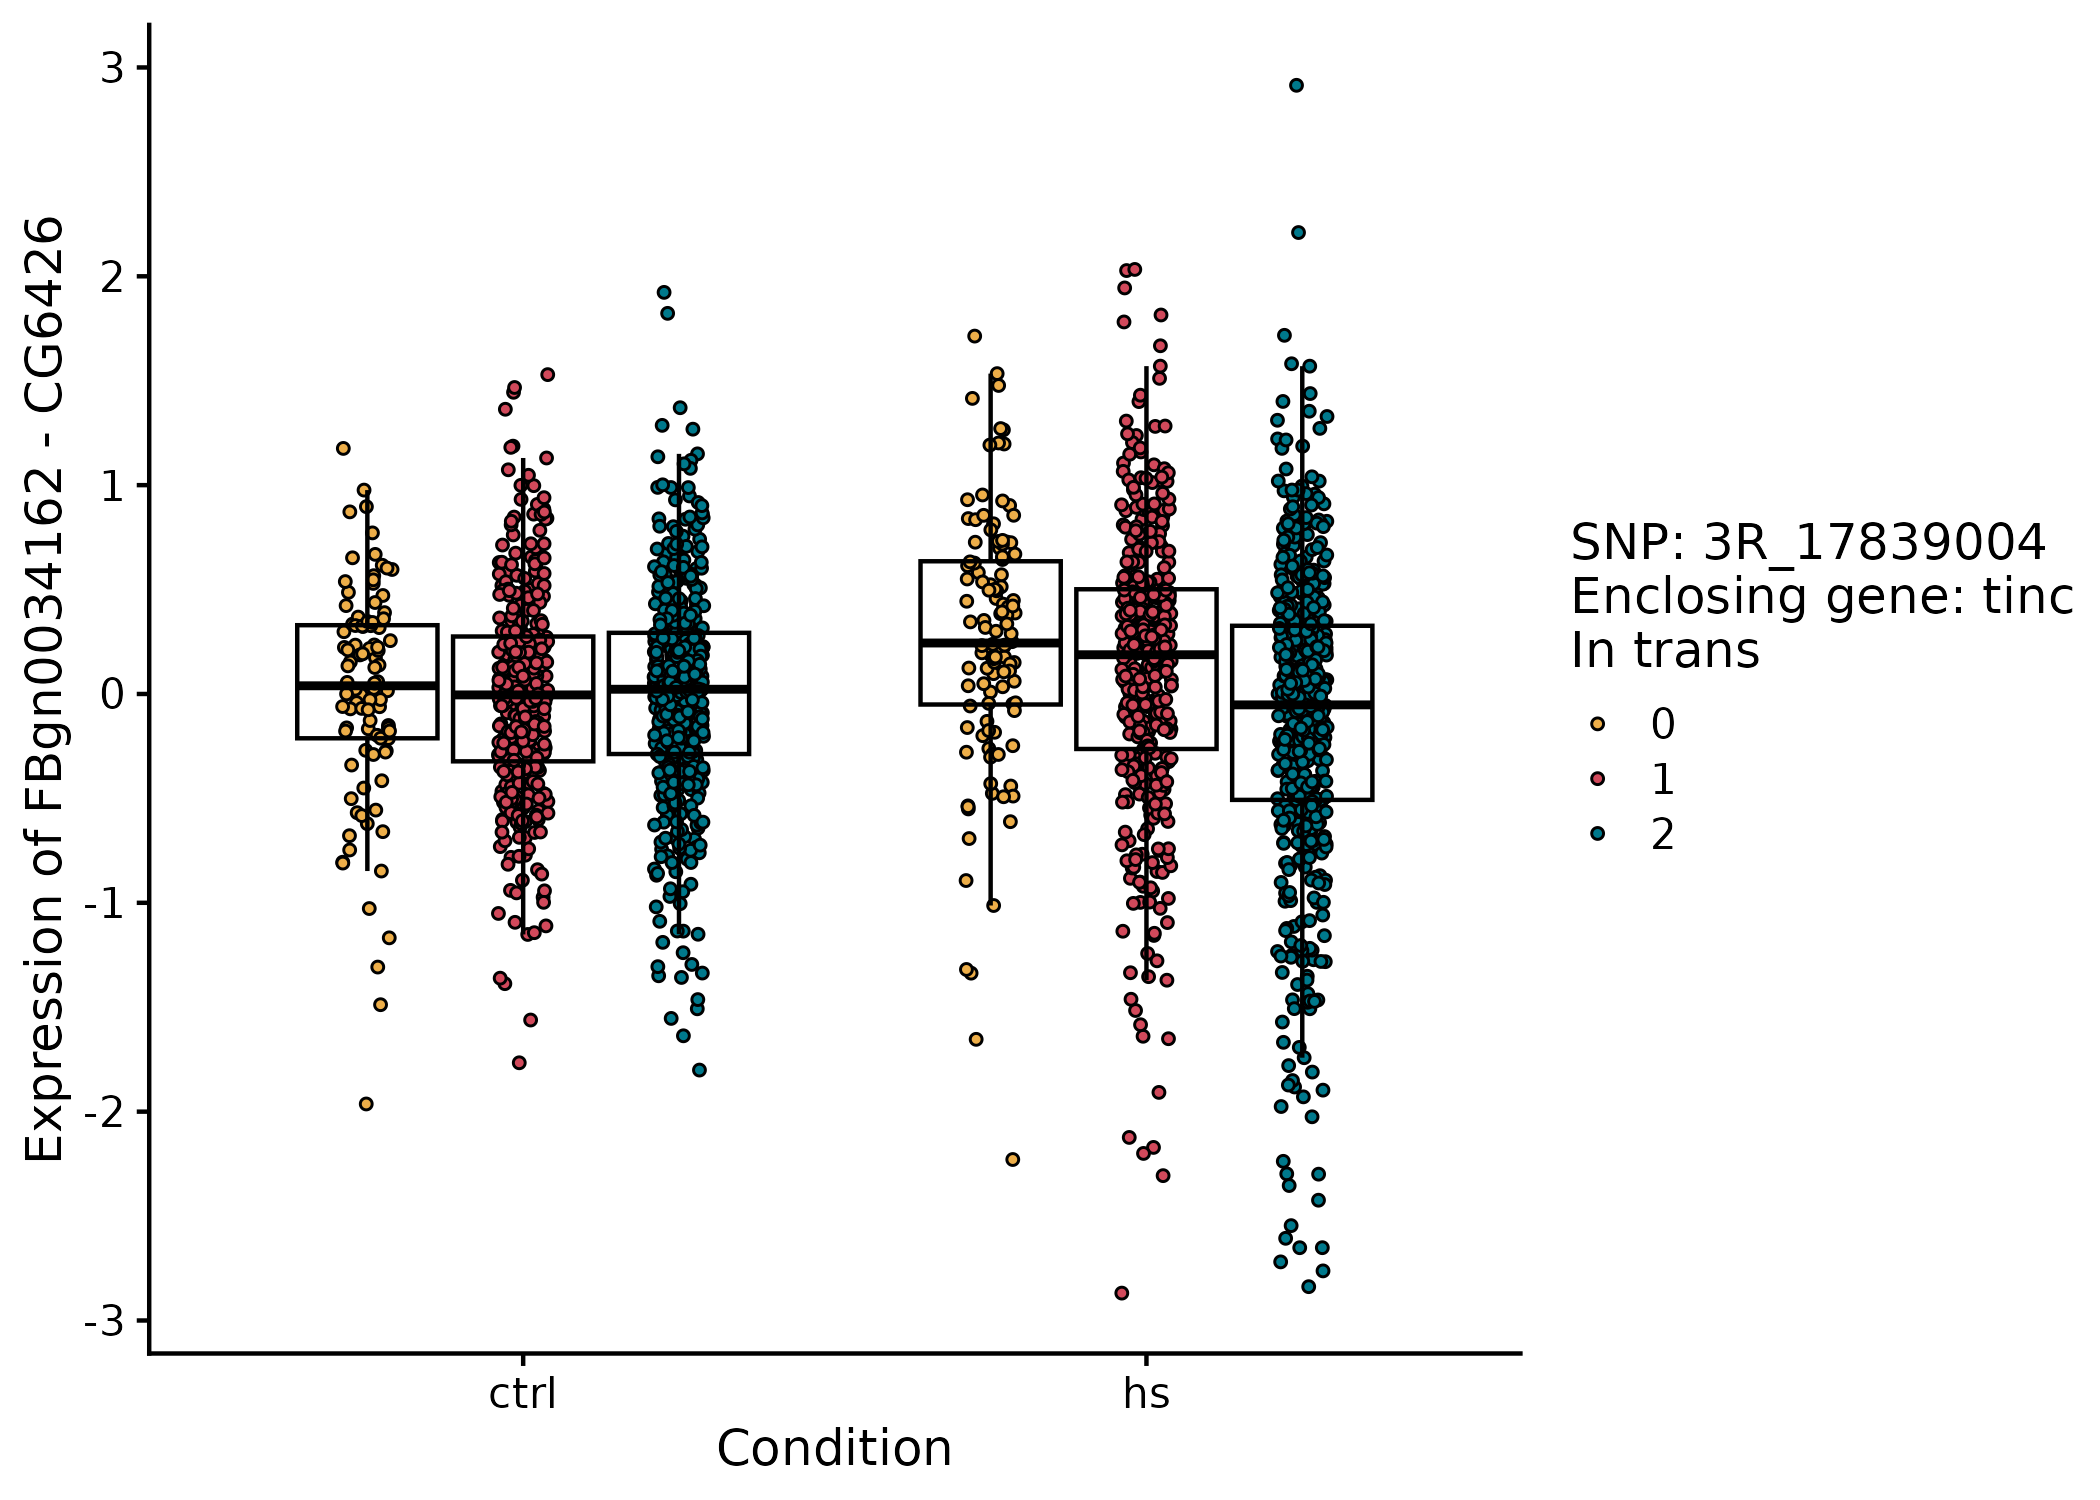 Expression of FBgn0034162 - CG6426
3
2
1
0
-1
-2
-3
ctrl
hs
Condition
SNP: 3R_17839004
Enclosing gene: tinc
In trans
0
1
2